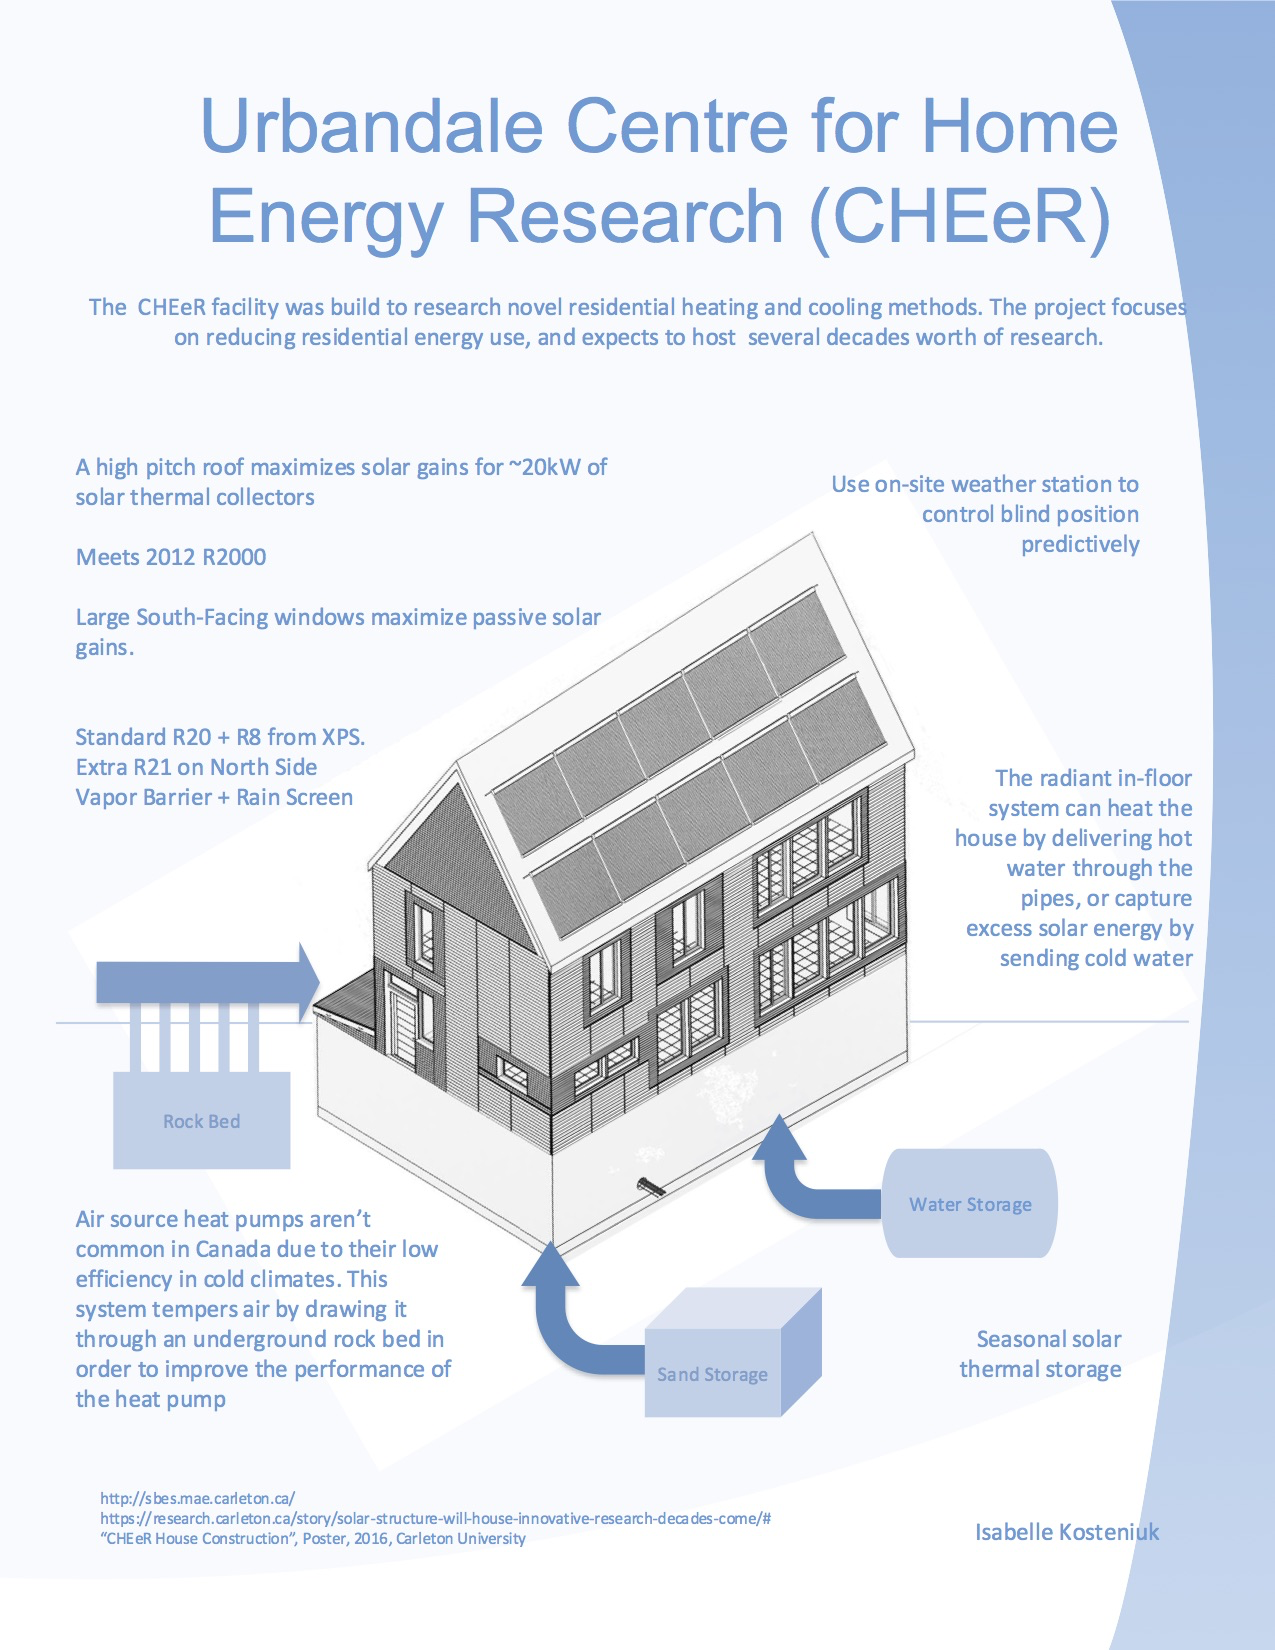 Urbandale Centre for Home
Energy Research (CHEeR)
The CHEeR facility was build to research novel residential heating and cooling methods. The project focuses
on reducing residential energy use, and expects to host several decades worth of research.
A high pitch roof maximizes solar gains for ~20kW of
solar thermal collectors
Meets 2012 R2000
Large South-Facing windows maximize passive solar
gains.
Standard R20 + R8 from XPS.
Extra R21 on North Side
Vapor Barrier + Rain Screen
Use on-site weather station to
control blind position
predictively
The radiant in-floor
system can heat the
house by delivering hot
water through the
pipes, or capture
excess solar energy by
sending cold water
Rock Bed
Water Storage
Air source heat pumps aren’t
common in Canada due to their low
efficiency in cold climates. This
system tempers air by drawing it
through an underground rock bed in
order to improve the performance of
the heat pump
Sand Storage
Seasonal solar
thermal storage
http://sbes.mae.carleton.ca/
https://research.carleton.ca/story/solar-structure-will-house-innovative-research-decades-come/#
“CHEeR House Construction”, Poster, 2016, Carleton University
Isabelle Kosteniuk